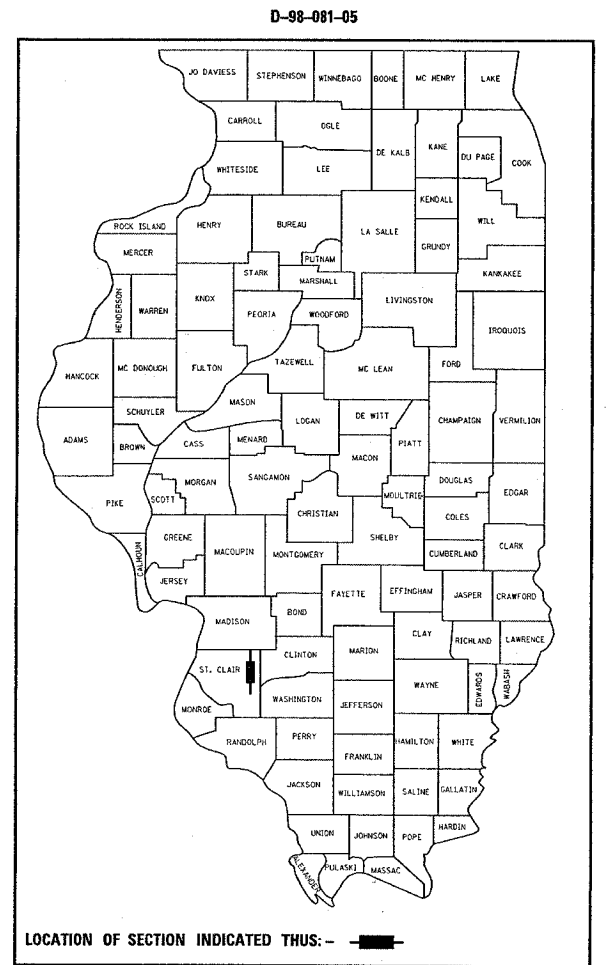 D-98-081-05
JO DAVIESS STEPHENSON WINNEBAGO BOONE MC HENRY LAKE
CARROLL OGLE DE KALB KANE DU PAGE COOK
WHITESIDE LEE KENDALL
ROCK ISLAND HENRY BUREAU LA SALLE GRUNDY WILL
MERCER PUTNAM
STARK MARSHALL KANKAKEE
HENDERSON WARREN KNOX PEORIA WOODFORD LIVINGSTON IROQUOIS
HANCOCK MC DONOUGH FULTON TAZEWELL MC LEAN FORD
SCHUYLER MASON LOGAN DE WITT CHAMPAIGN VERMILION
ADAMS BROWN CASS MENARD MACON PIATT
PIKE SCOTT MORGAN SANGAMON CHRISTIAN MOULTRIE DOUGLAS EDGAR
COLES
CALHOUN GREENE MACOUPIN MONTGOMERY SHELBY CUMBERLAND CLARK
JERSEY FAYETTE EFFINGHAM JASPER CRAWFORD
MADISON BOND CLAY RICHLAND LAWRENCE
ST. CLAIR CLINTON MARION WAYNE EDWARDS WABASH
MONROE WASHINGTON JEFFERSON
RANDOLPH PERRY HAMILTON WHITE
FRANKLIN
JACKSON WILLIAMSON SALINE GALLATIN
UNION JOHNSON POPE HARDIN
ALEXANDER PULASKI MASSAC
LOCATION OF SECTION INDICATED THUS: -